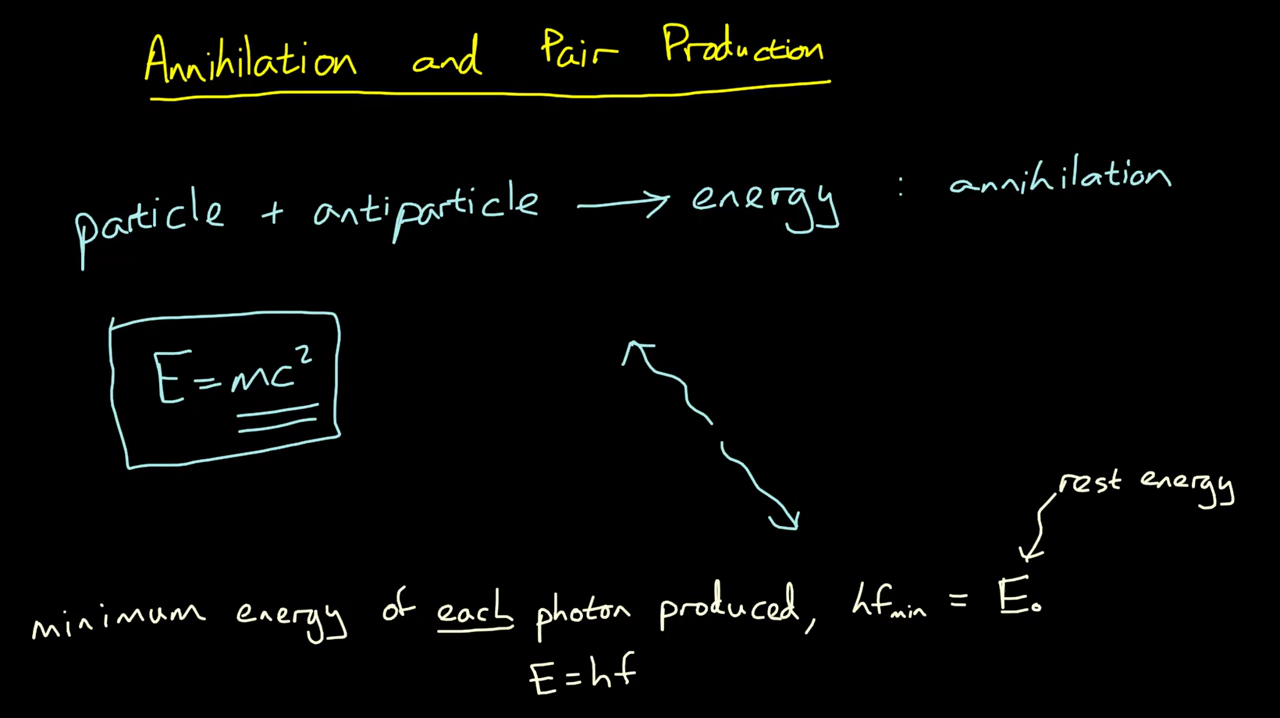 Annihilation and Pair Production
particle + antiparticle → energy : annihilation
E = mc²
rest energy
minimum energy of each photon produced, hfmin = E₀
E = hf